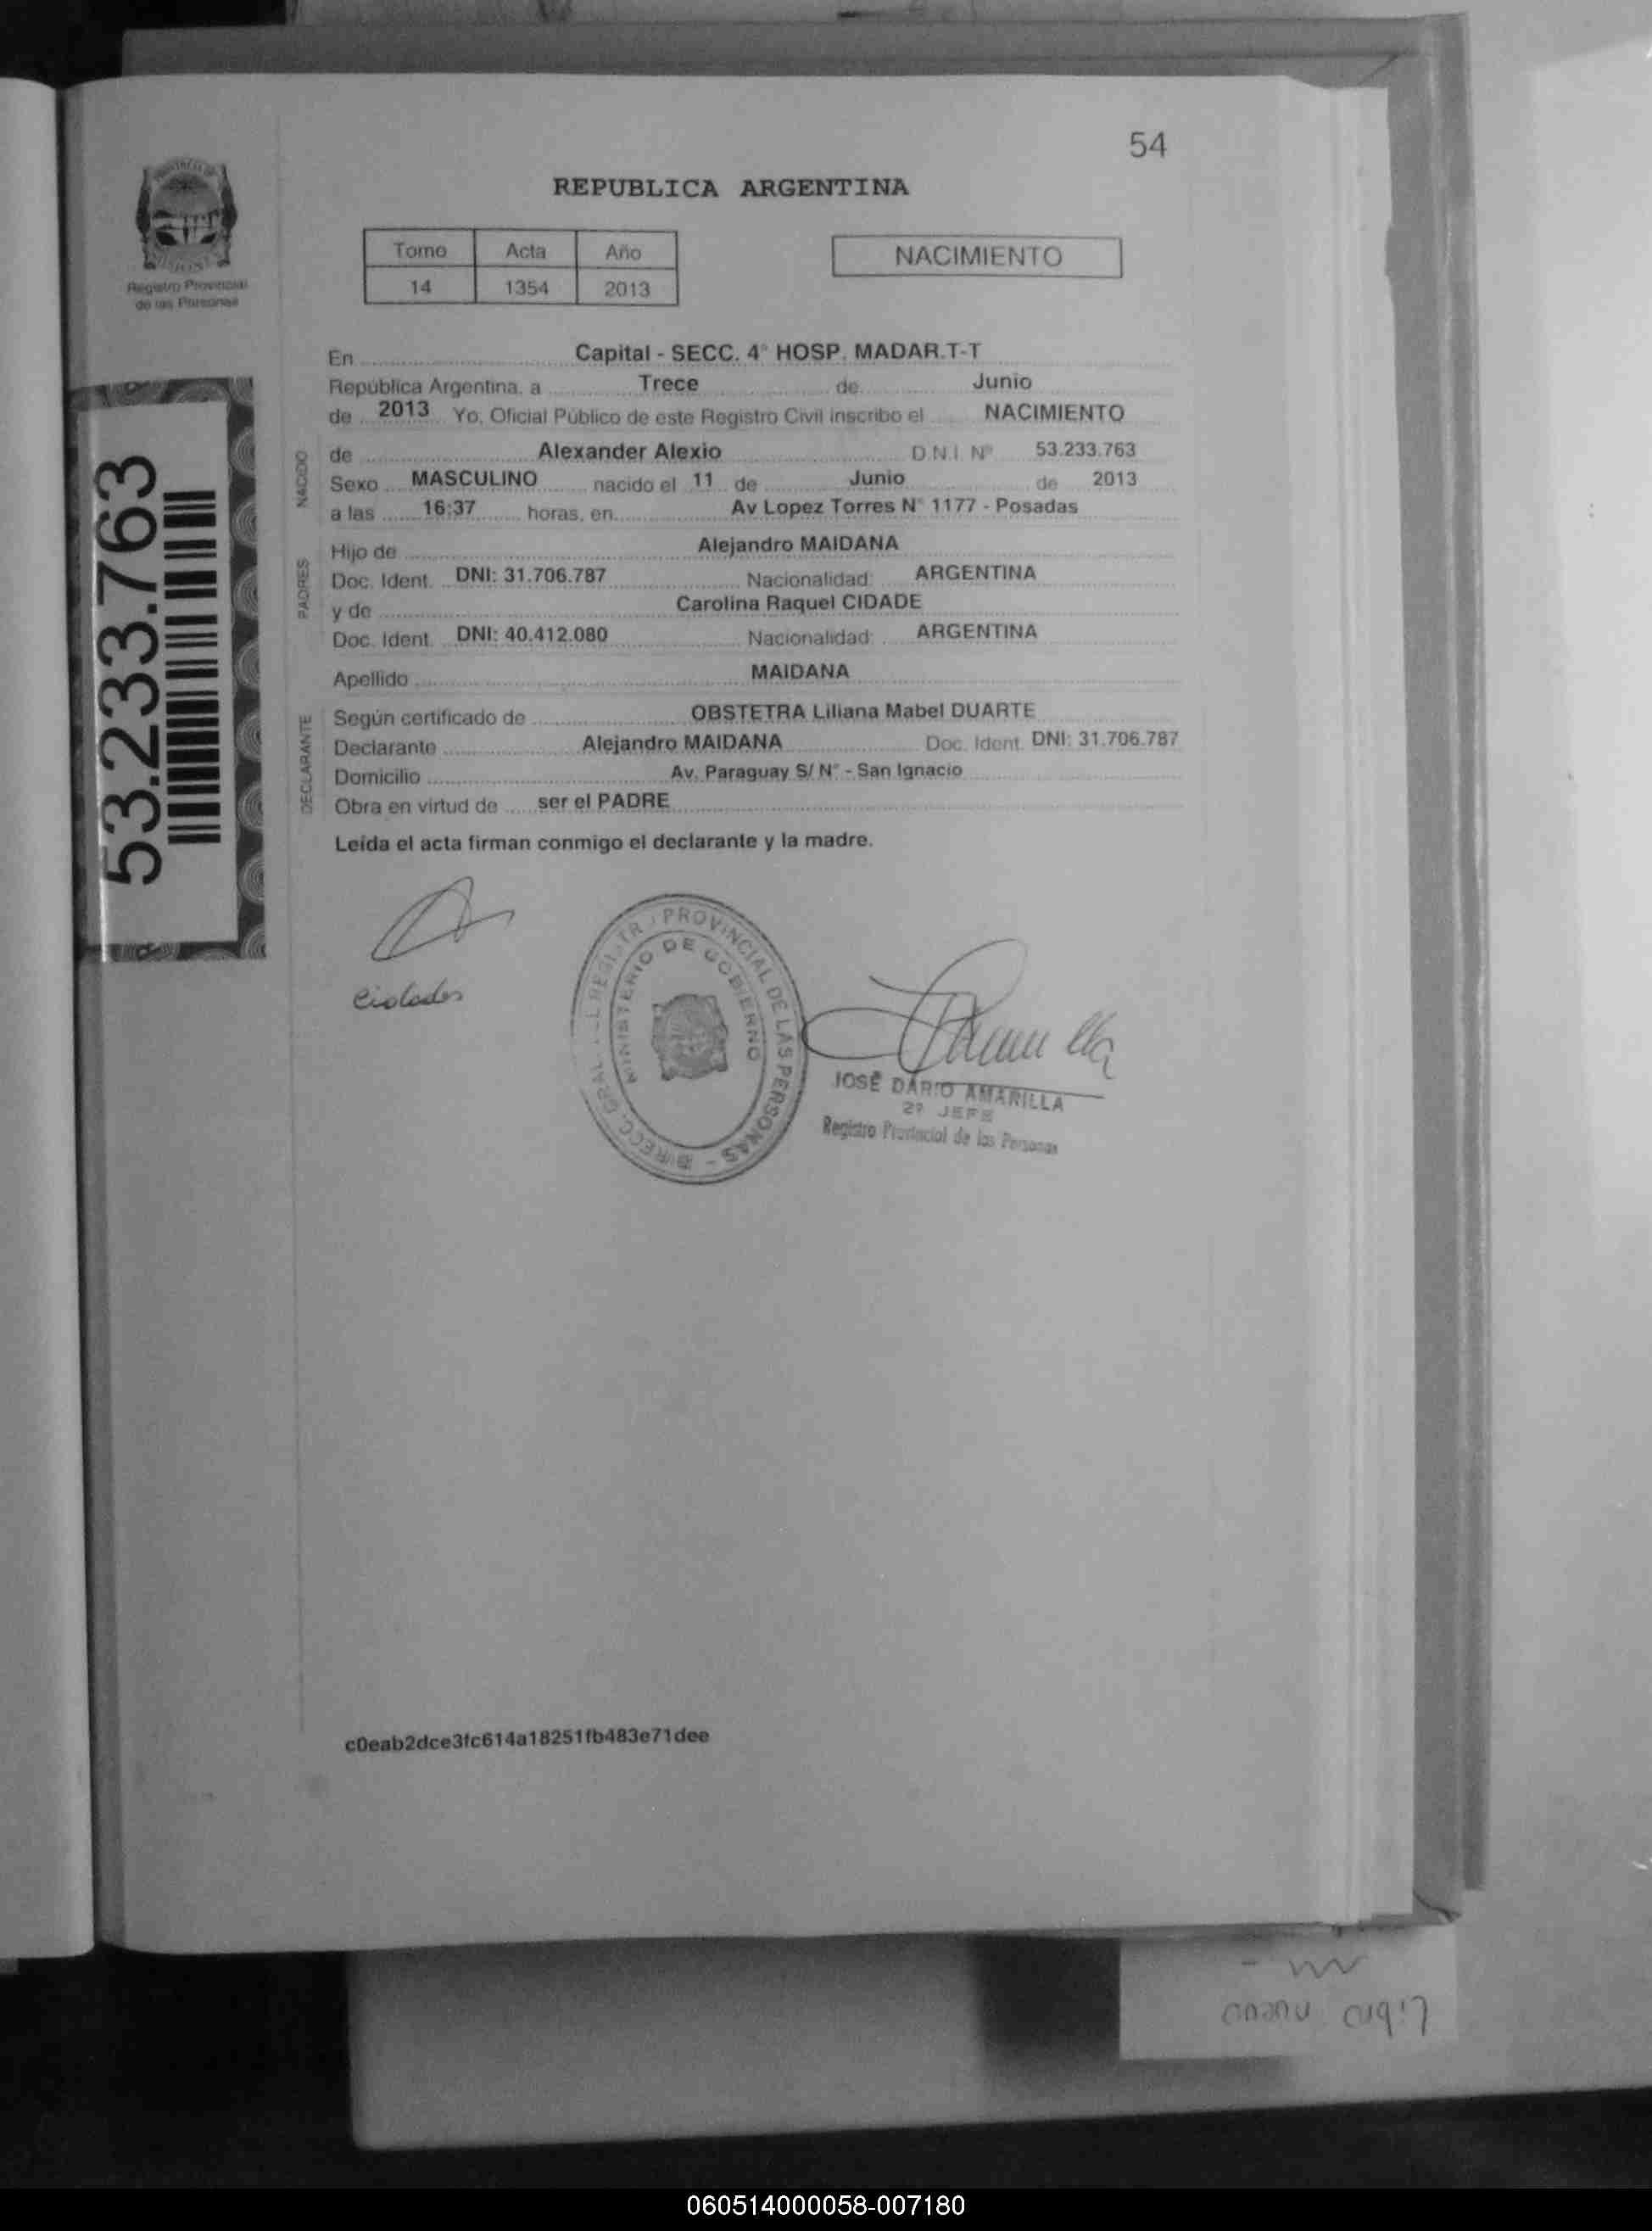 54
REPUBLICA ARGENTINA
Registro Provincial
de las Personas
Tomo Acta Año
14 1354 2013
NACIMIENTO
53.233.763
En Capital - SECC. 4° HOSP. MADAR.T-T
República Argentina, a Trece de Junio
de 2013 Yo, Oficial Público de este Registro Civil inscribo el NACIMIENTO
NACIDO
de Alexander Alexio D.N.I. Nº 53.233.763
Sexo MASCULINO nacido el 11 de Junio de 2013
a las 16:37 horas, en Av Lopez Torres N° 1177 - Posadas
PADRES
Hijo de Alejandro MAIDANA
Doc. Ident. DNI: 31.706.787 Nacionalidad: ARGENTINA
y de Carolina Raquel CIDADE
Doc. Ident. DNI: 40.412.080 Nacionalidad: ARGENTINA
Apellido MAIDANA
DECLARANTE
Según certificado de OBSTETRA Liliana Mabel DUARTE
Declarante Alejandro MAIDANA Doc. Ident. DNI: 31.706.787
Domicilio Av. Paraguay S/ N° - San Ignacio
Obra en virtud de ser el PADRE
Leída el acta firman conmigo el declarante y la madre.
PROVINCIAL DE LAS PERSONAS
MINISTERIO DE GOBIERNO
JOSÉ DARIO AMARILLA
2º JEFE
Registro Provincial de las Personas
c0eab2dce3fc614a18251fb483e71dee
Libro nuevo
060514000058-007180